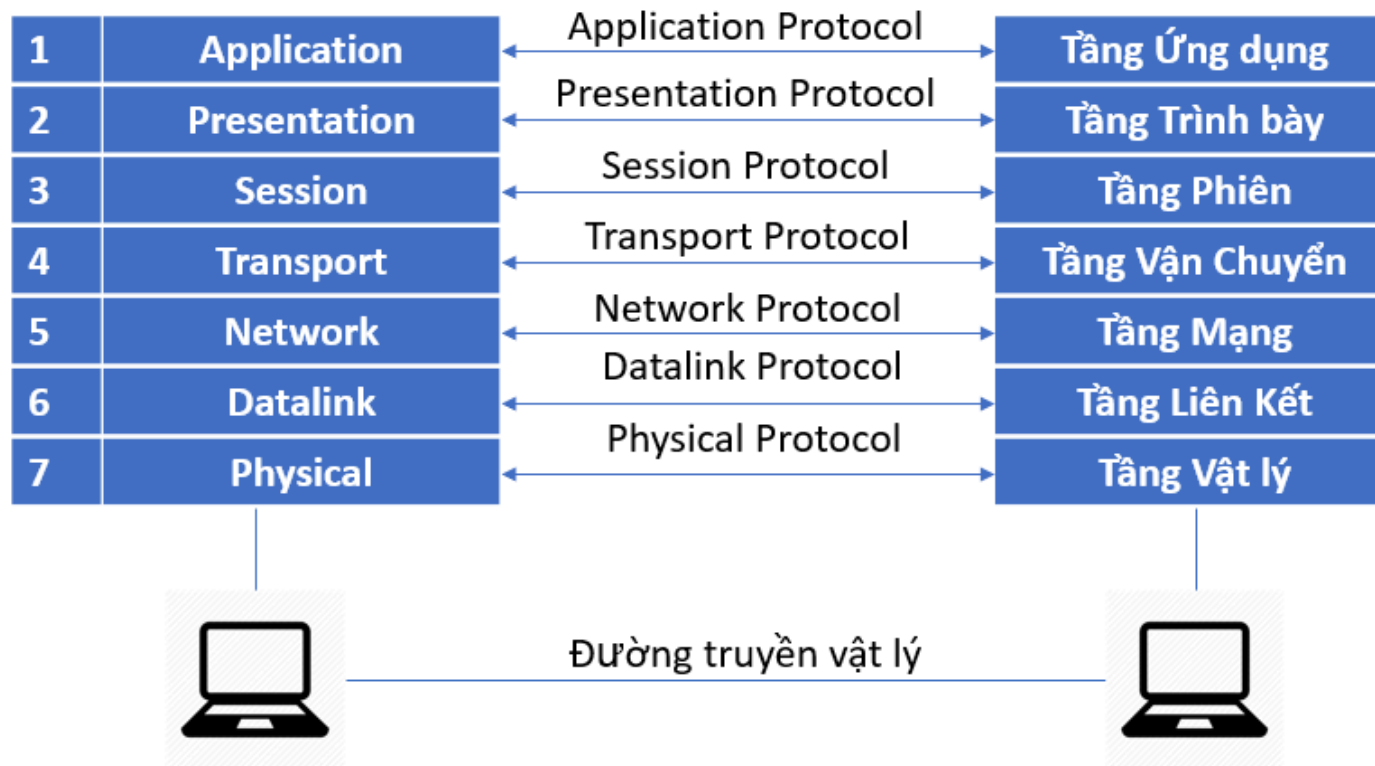 1 Application Application Protocol Tầng Ứng dụng
2 Presentation Presentation Protocol Tầng Trình bày
3 Session Session Protocol Tầng Phiên
4 Transport Transport Protocol Tầng Vận Chuyển
5 Network Network Protocol Tầng Mạng
6 Datalink Datalink Protocol Tầng Liên Kết
7 Physical Physical Protocol Tầng Vật lý
Đường truyền vật lý